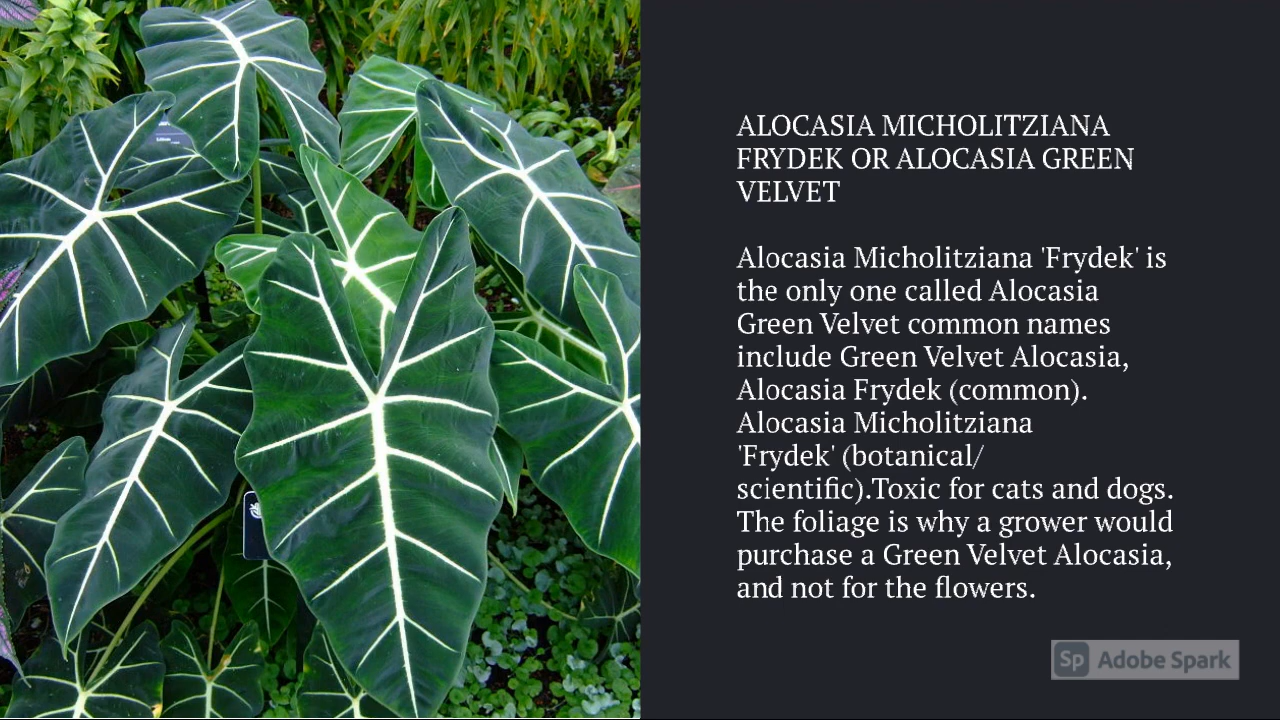 ALOCASIA MICHOLITZIANA
FRYDEK OR ALOCASIA GREEN
VELVET
Alocasia Micholitziana 'Frydek' is
the only one called Alocasia
Green Velvet common names
include Green Velvet Alocasia,
Alocasia Frydek (common).
Alocasia Micholitziana
'Frydek' (botanical/
scientific).Toxic for cats and dogs.
The foliage is why a grower would
purchase a Green Velvet Alocasia,
and not for the flowers.
Sp Adobe Spark